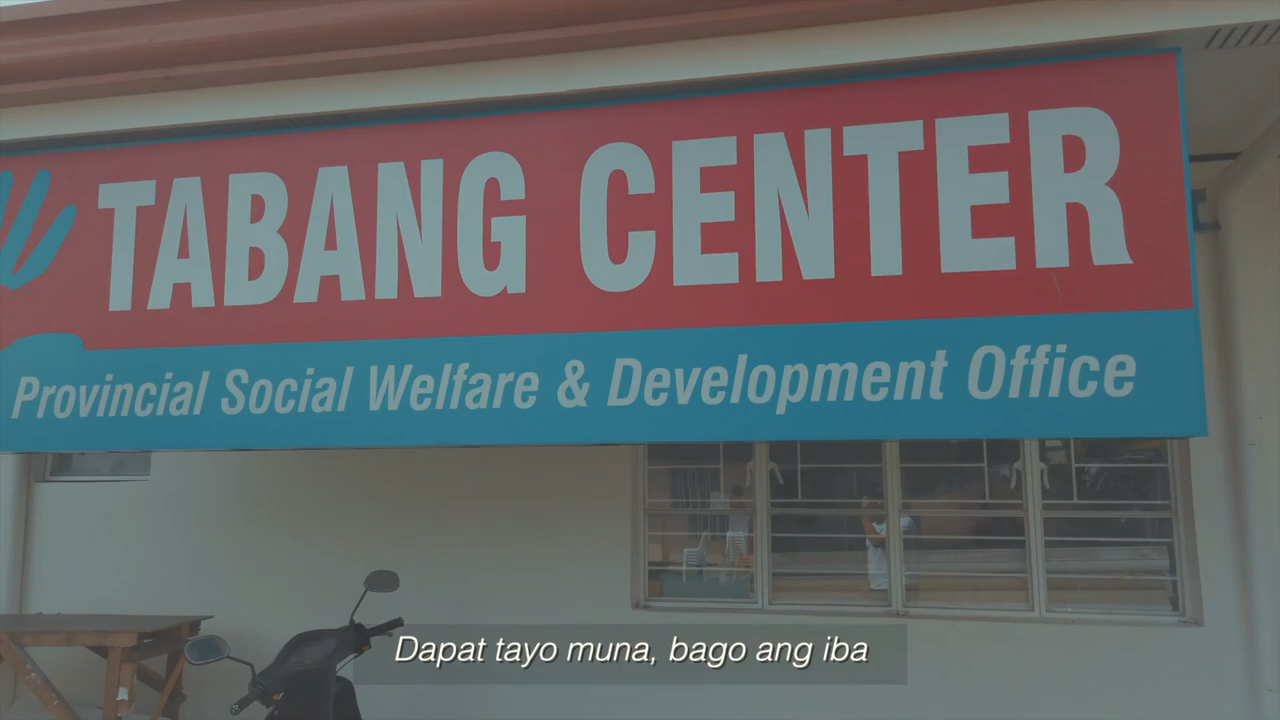 TABANG CENTER
Provincial Social Welfare & Development Office
Dapat tayo muna, bago ang iba